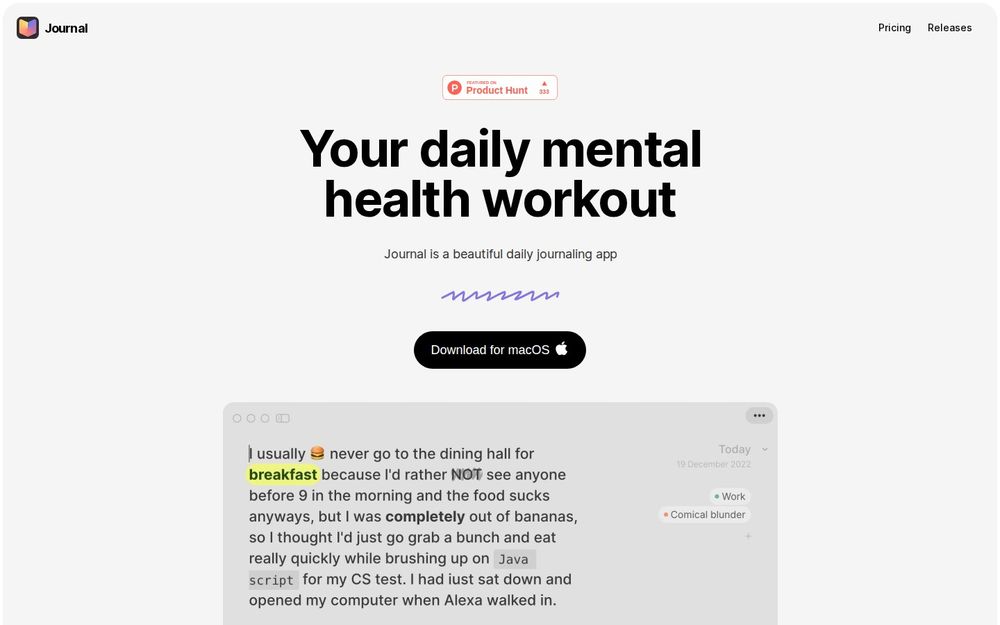 Journal
Pricing
Releases
FEATURED ON
Product Hunt
333
Your daily mental
health workout
Journal is a beautiful daily journaling app
Download for macOS
I usually 🍔 never go to the dining hall for
breakfast because I'd rather NOT see anyone
before 9 in the morning and the food sucks
anyways, but I was completely out of bananas,
so I thought I'd just go grab a bunch and eat
really quickly while brushing up on Java
script for my CS test. I had just sat down and
opened my computer when Alexa walked in.
Today
19 December 2022
Work
Comical blunder
+